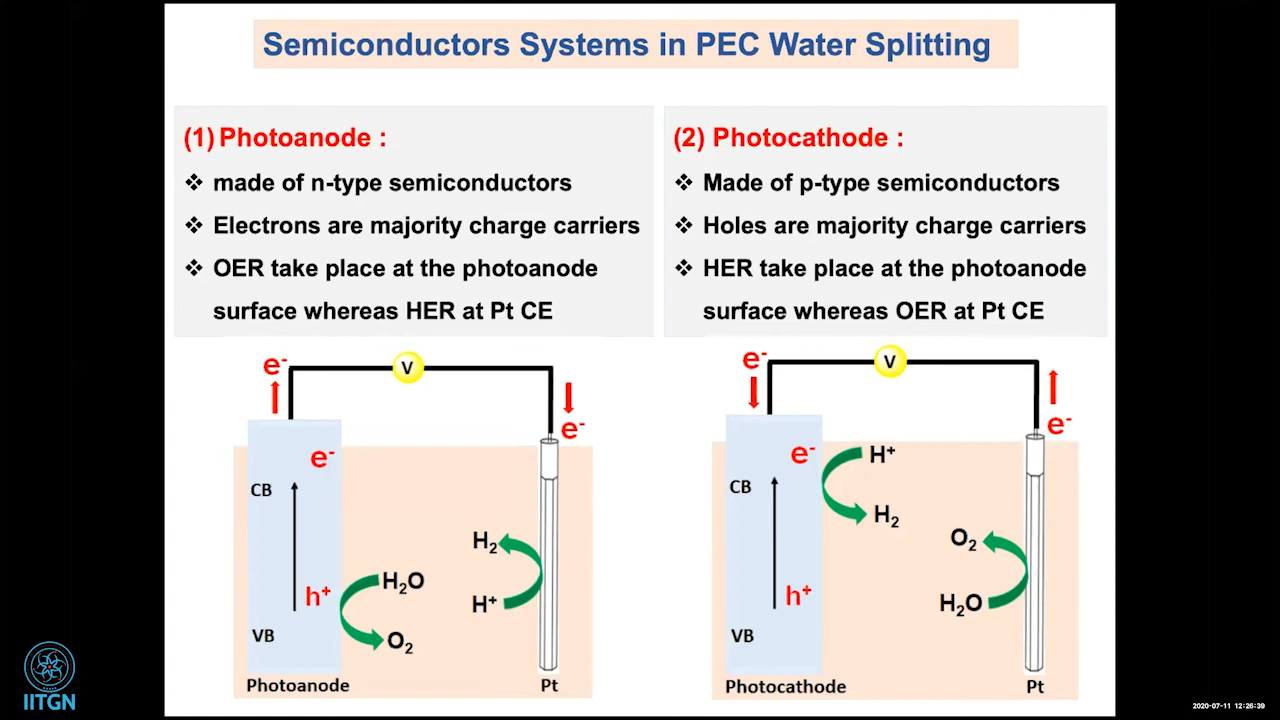 Semiconductors Systems in PEC Water Splitting
(1) Photoanode :
❖ made of n-type semiconductors
❖ Electrons are majority charge carriers
❖ OER take place at the photoanode
surface whereas HER at Pt CE
(2) Photocathode :
❖ Made of p-type semiconductors
❖ Holes are majority charge carriers
❖ HER take place at the photoanode
surface whereas OER at Pt CE
e⁻
V
e⁻
e⁻
CB
H₂
H₂O
h⁺
H⁺
VB
O₂
Photoanode
Pt
e⁻
V
e⁻
e⁻
H⁺
CB
H₂
O₂
h⁺
H₂O
VB
Photocathode
Pt
IITGN
2020-07-11 12:26:39